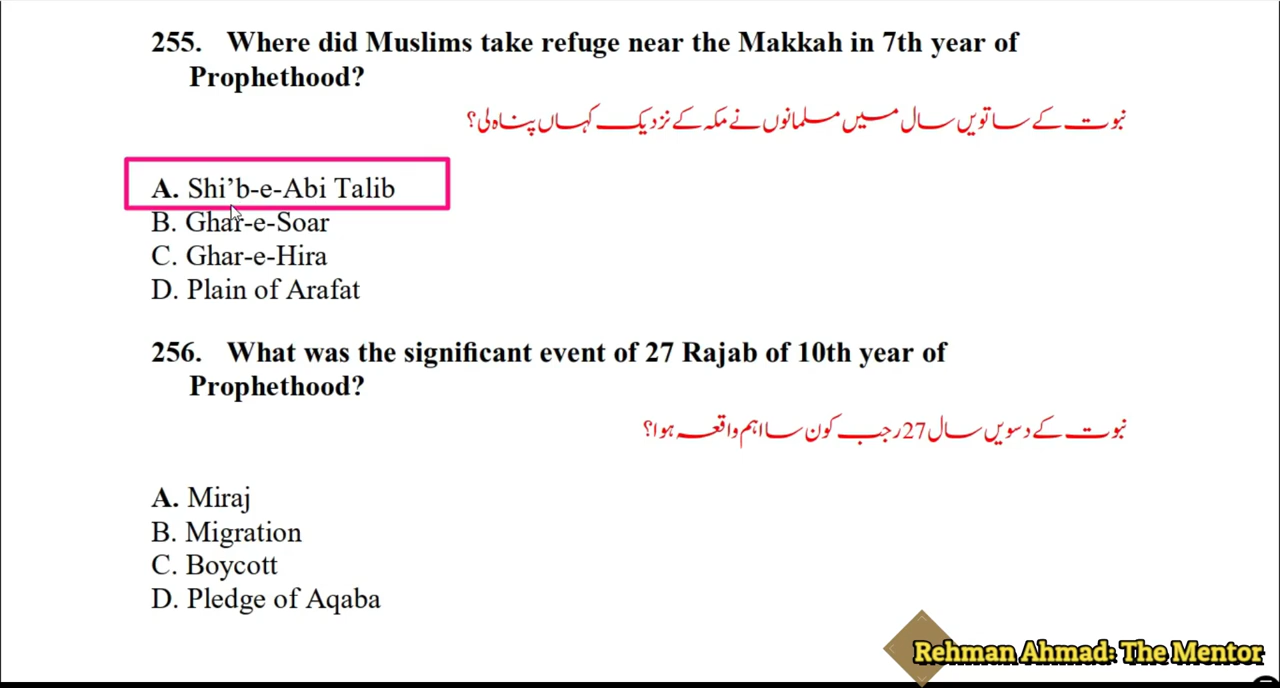 255. Where did Muslims take refuge near the Makkah in 7th year of
Prophethood?
نبوت کے ساتویں سال میں مسلمانوں نے مکہ کے نزدیک کہاں پناہ لی؟
A. Shi’b-e-Abi Talib
B. Ghar-e-Soar
C. Ghar-e-Hira
D. Plain of Arafat
256. What was the significant event of 27 Rajab of 10th year of
Prophethood?
نبوت کے دسویں سال 27 رجب کون سا اہم واقعہ ہوا؟
A. Miraj
B. Migration
C. Boycott
D. Pledge of Aqaba
Rehman Ahmad: The Mentor